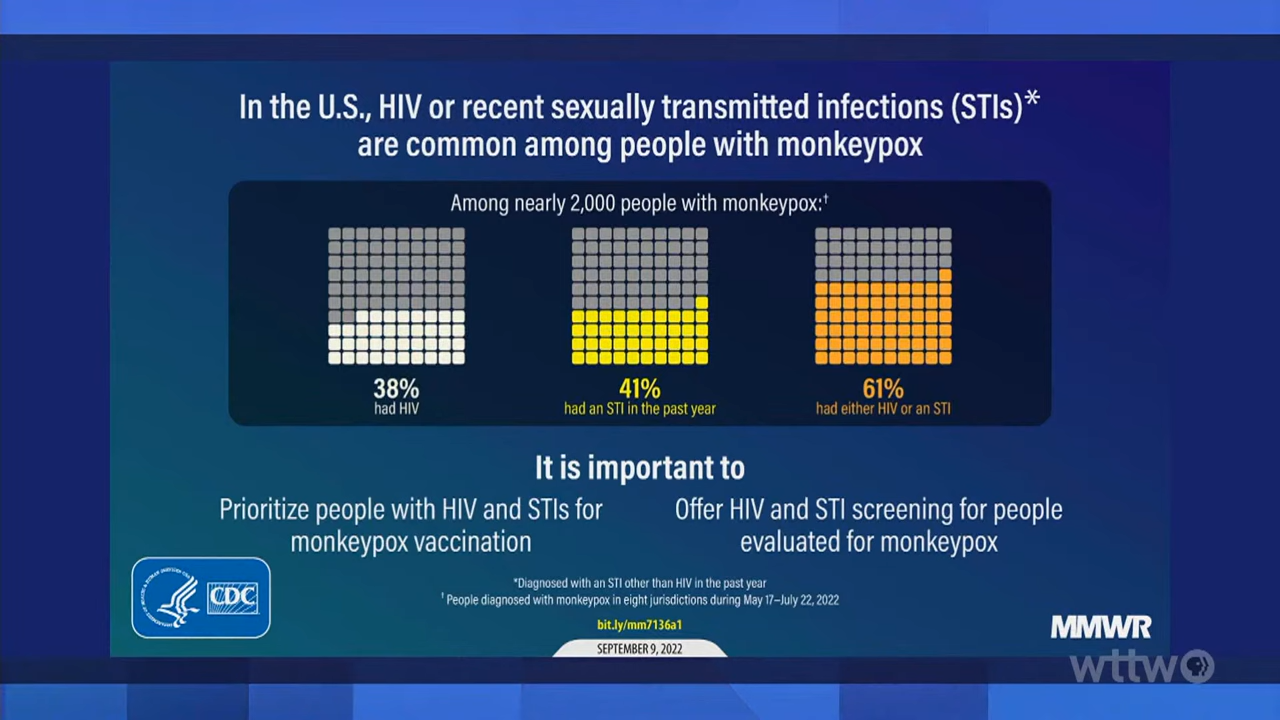 In the U.S., HIV or recent sexually transmitted infections (STIs)*
are common among people with monkeypox
Among nearly 2,000 people with monkeypox:†
38%
had HIV
41%
had an STI in the past year
61%
had either HIV or an STI
It is important to
Prioritize people with HIV and STIs for
monkeypox vaccination
Offer HIV and STI screening for people
evaluated for monkeypox
*Diagnosed with an STI other than HIV in the past year
† People diagnosed with monkeypox in eight jurisdictions during May 17–July 22, 2022
bit.ly/mm7136a1
SEPTEMBER 9, 2022
CDC
MMWR
wttw